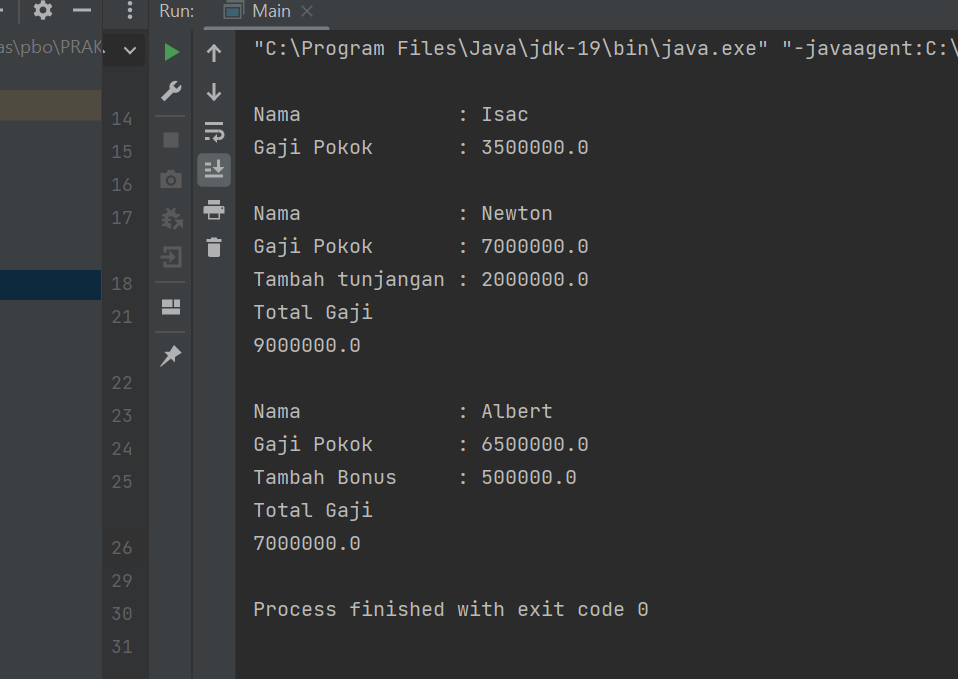 Run: Main
as\pbo\PRAK
"C:\Program Files\Java\jdk-19\bin\java.exe" "-javaagent:C:\
Nama : Isac
Gaji Pokok : 3500000.0
Nama : Newton
Gaji Pokok : 7000000.0
Tambah tunjangan : 2000000.0
Total Gaji
9000000.0
Nama : Albert
Gaji Pokok : 6500000.0
Tambah Bonus : 500000.0
Total Gaji
7000000.0
Process finished with exit code 0
14
15
16
17
18
21
22
23
24
25
26
29
30
31